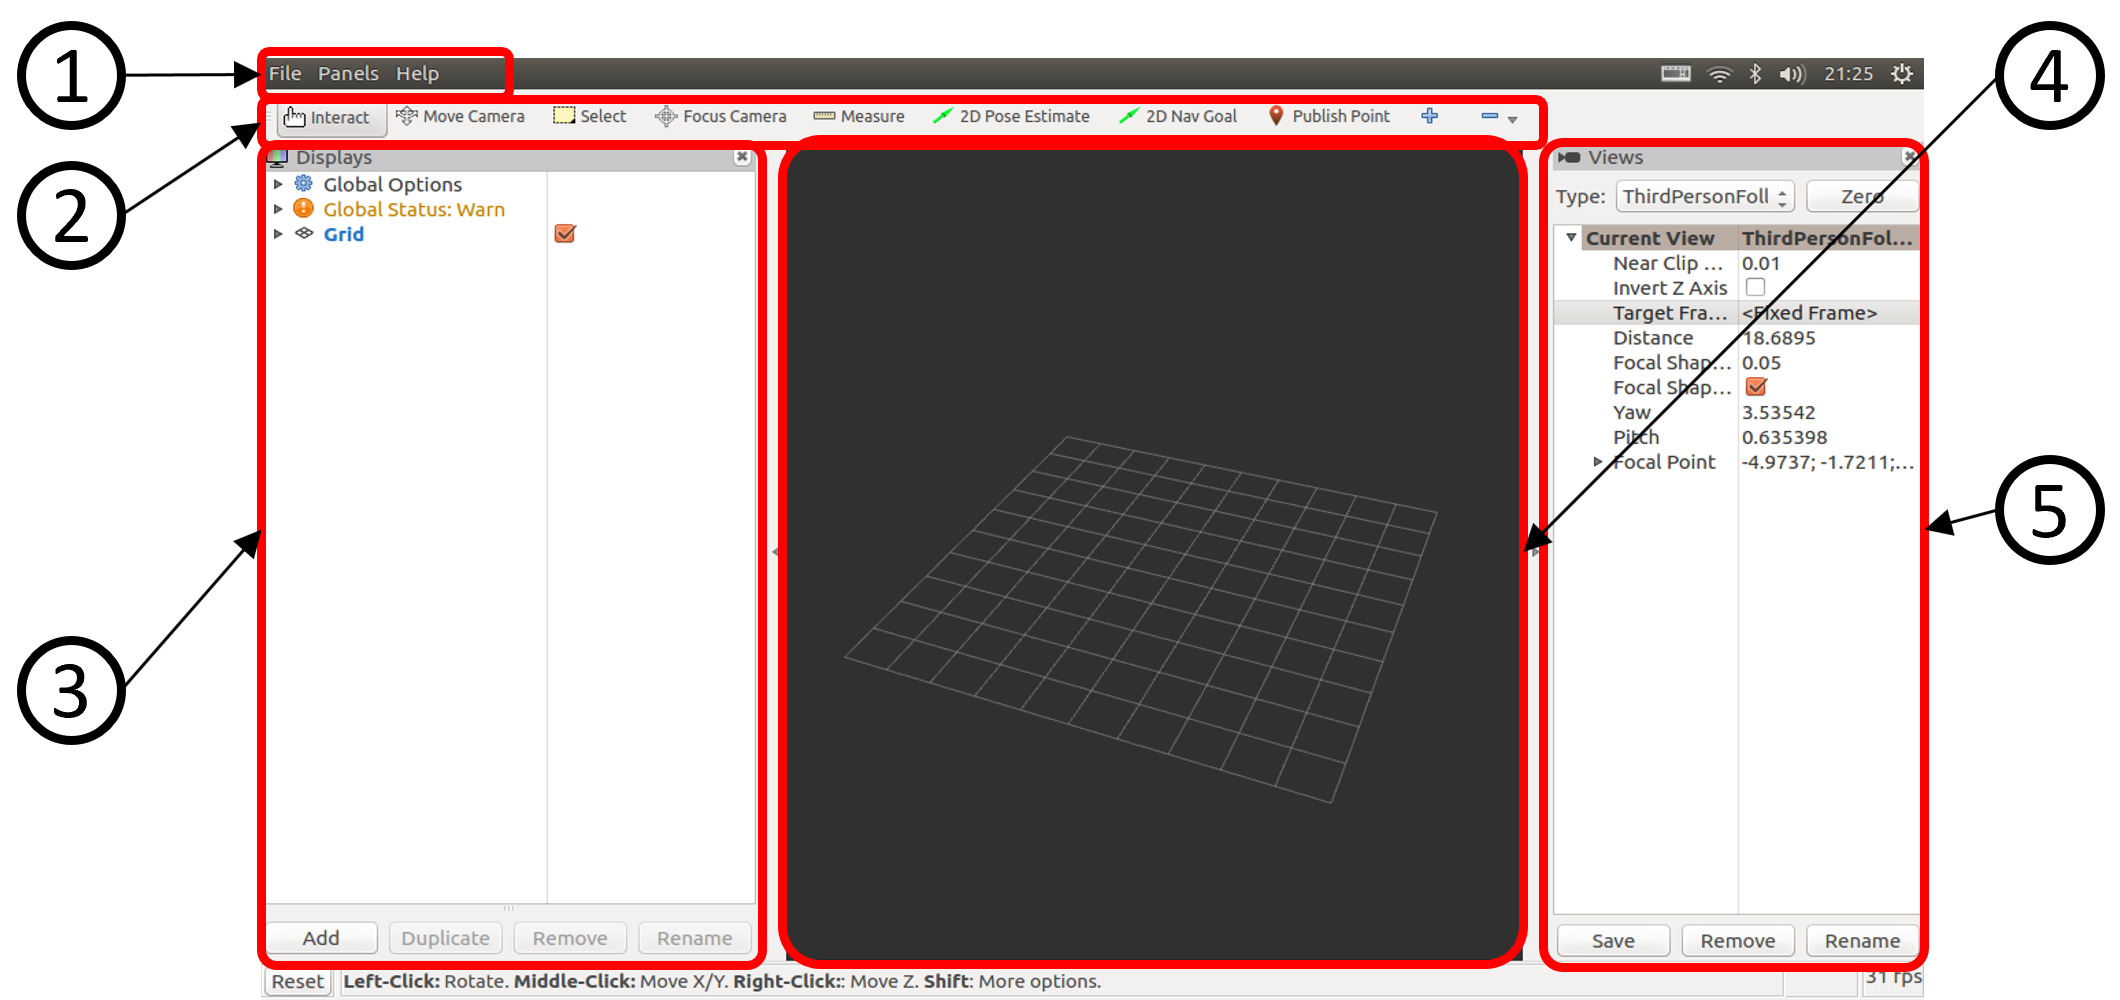 1
File Panels Help
21:25
4
2
Interact Move Camera Select Focus Camera Measure 2D Pose Estimate 2D Nav Goal Publish Point
Displays
Global Options
Global Status: Warn
Grid
3
Add Duplicate Remove Rename
Views
Type: ThirdPersonFoll Zero
Current View ThirdPersonFol...
Near Clip ... 0.01
Invert Z Axis
Target Fra... <Fixed Frame>
Distance 18.6895
Focal Shap... 0.05
Focal Shap...
Yaw 3.53542
Pitch 0.635398
Focal Point -4.9737; -1.7211;...
5
Save Remove Rename
Reset Left-Click: Rotate. Middle-Click: Move X/Y. Right-Click:: Move Z. Shift: More options.
31 fps